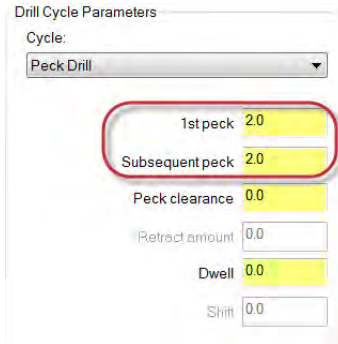 Drill Cycle Parameters
Cycle:
Peck Drill
1st peck 2.0
Subsequent peck 2.0
Peck clearance 0.0
Retract amount 0.0
Dwell 0.0
Shift 0.0